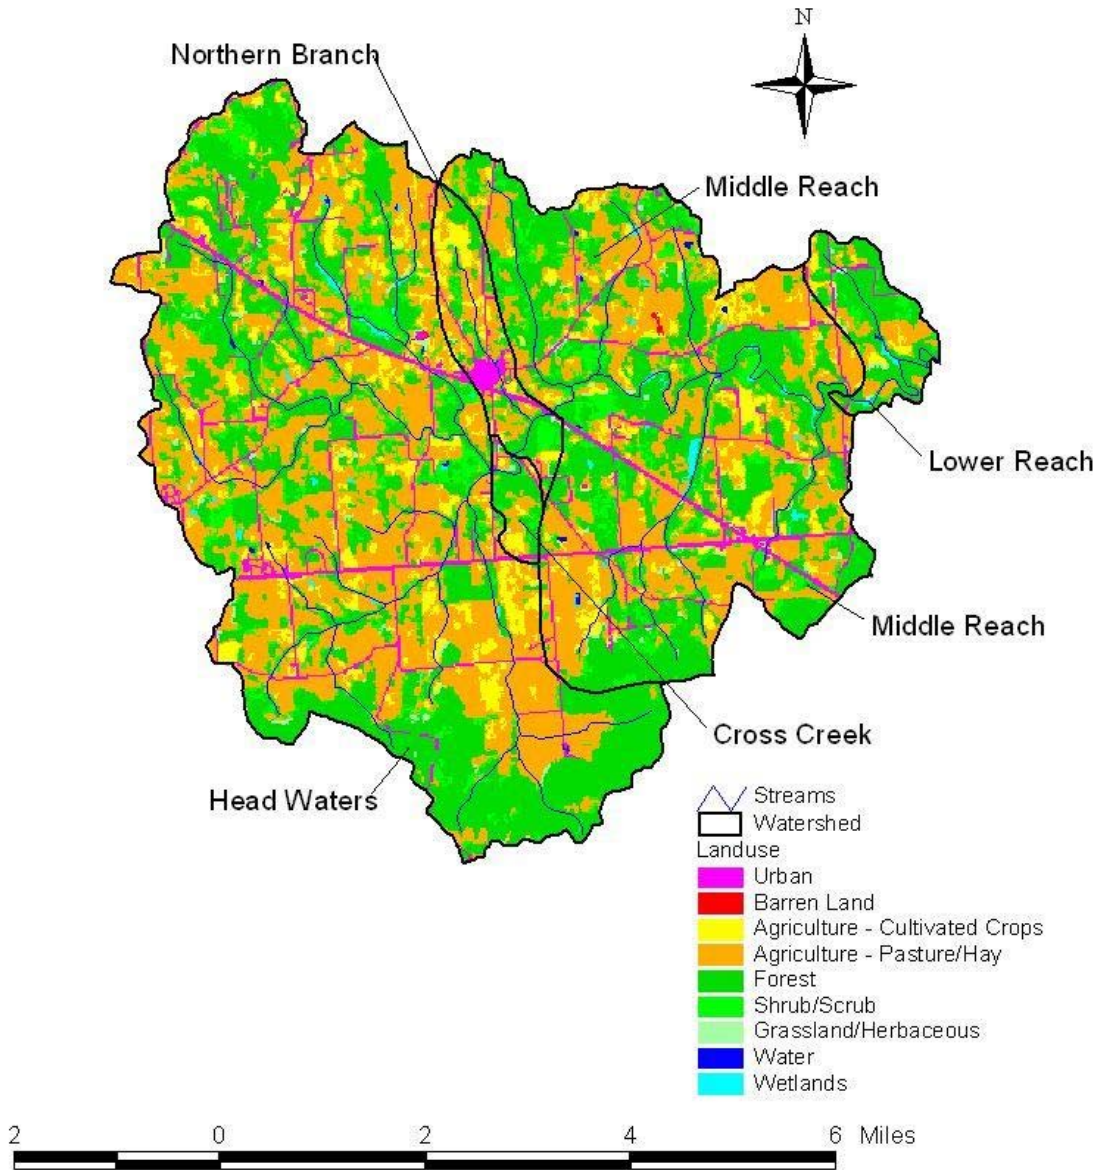 N
Northern Branch
Middle Reach
Lower Reach
Middle Reach
Cross Creek
Head Waters
Streams
Watershed
Landuse
Urban
Barren Land
Agriculture - Cultivated Crops
Agriculture - Pasture/Hay
Forest
Shrub/Scrub
Grassland/Herbaceous
Water
Wetlands
2 0 2 4 6 Miles